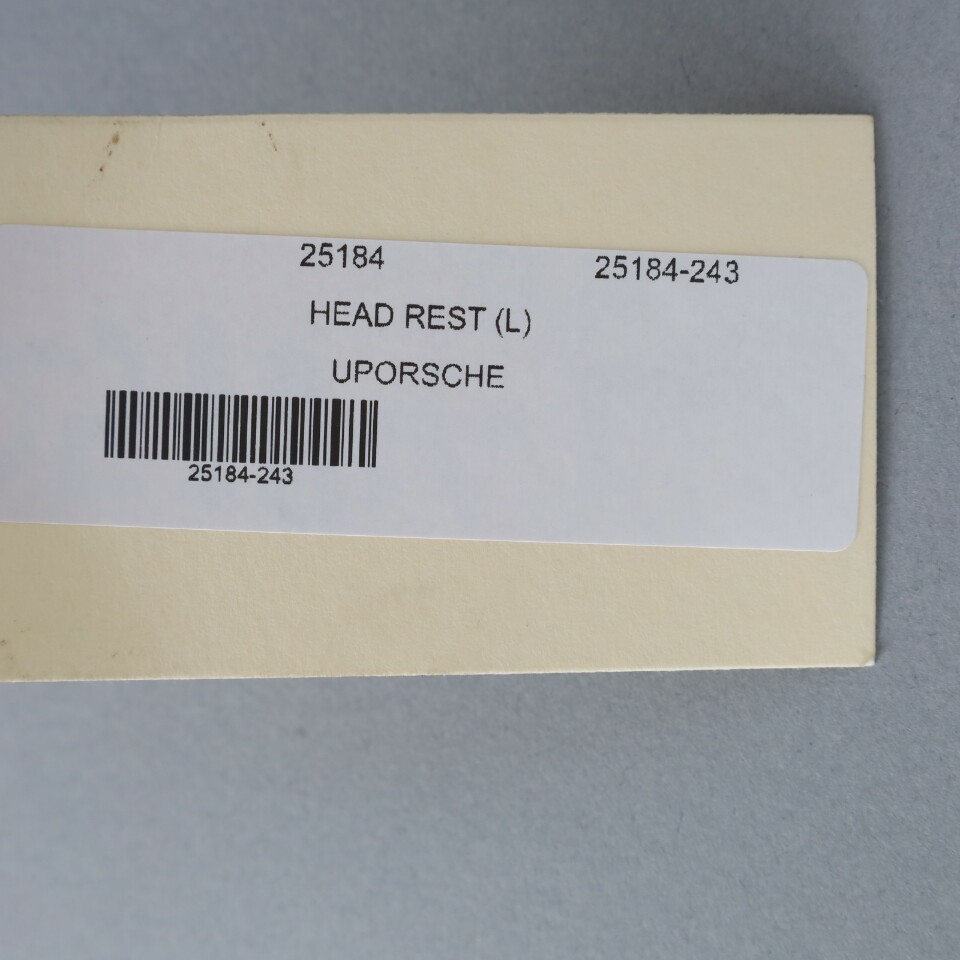 25184 25184-243
HEAD REST (L)
UPORSCHE
25184-243